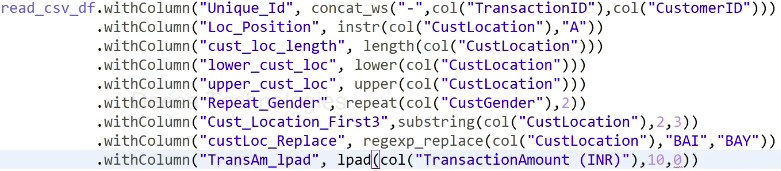 read_csv_df.withColumn("Unique_Id", concat_ws("-",col("TransactionID"),col("CustomerID")))
.withColumn("Loc_Position", instr(col("CustLocation"),"A"))
.withColumn("cust_loc_length", length(col("CustLocation")))
.withColumn("lower_cust_loc", lower(col("CustLocation")))
.withColumn("upper_cust_loc", upper(col("CustLocation")))
.withColumn("Repeat_Gender", repeat(col("CustGender"),2))
.withColumn("Cust_Location_First3",substring(col("CustLocation"),2,3))
.withColumn("custLoc_Replace", regexp_replace(col("CustLocation"),"BAI","BAY"))
.withColumn("TransAm_lpad", lpad(col("TransactionAmount (INR)"),10,0))